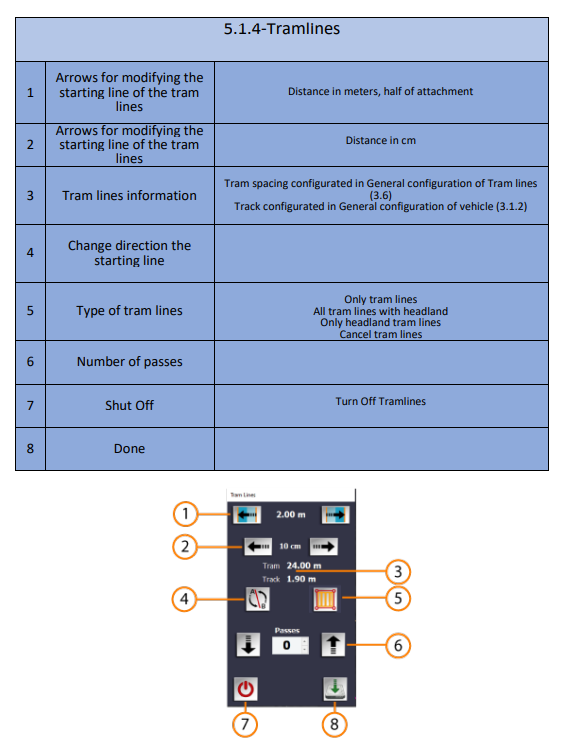 5.1.4-Tramlines
1
Arrows for modifying the
starting line of the tram
lines
Distance in meters, half of attachment
2
Arrows for modifying the
starting line of the tram
lines
Distance in cm
3
Tram lines information
Tram spacing configurated in General configuration of Tram lines
(3.6)
Track configurated in General configuration of vehicle (3.1.2)
4
Change direction the
starting line
5
Type of tram lines
Only tram lines
All tram lines with headland
Only headland tram lines
Cancel tram lines
6
Number of passes
7
Shut Off
Turn Off Tramlines
8
Done
Tram Lines
1
2.00 m
2
10 cm
Tram 24.00 m
3
Track 1.90 m
4
A
B
5
Passes
0
6
7
8